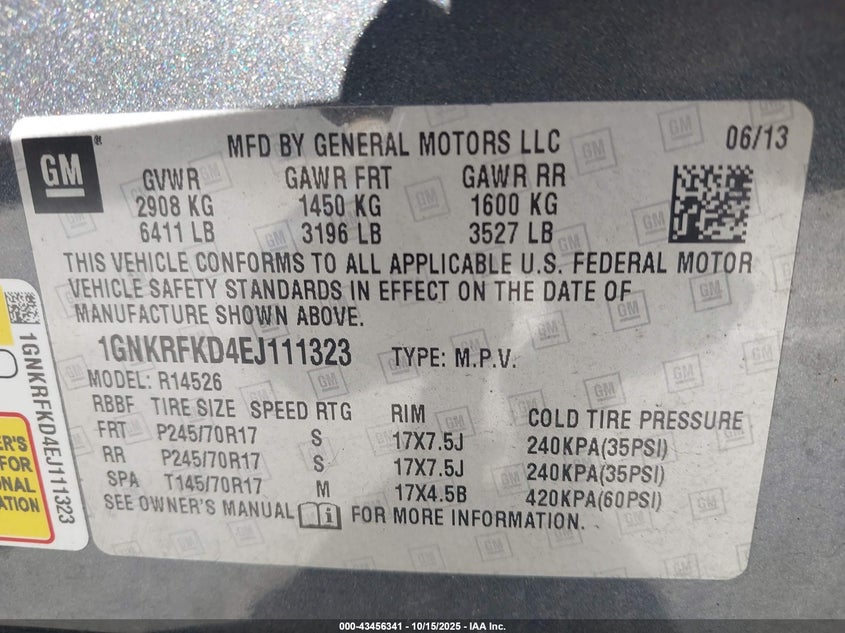 GM
MFD BY GENERAL MOTORS LLC 06/13
GVWR GAWR FRT GAWR RR
2908 KG 1450 KG 1600 KG
6411 LB 3196 LB 3527 LB
THIS VEHICLE CONFORMS TO ALL APPLICABLE U.S. FEDERAL MOTOR
VEHICLE SAFETY STANDARDS IN EFFECT ON THE DATE OF
MANUFACTURE SHOWN ABOVE.
1GNKRFKD4EJ111323 TYPE: M.P.V.
MODEL: R14526
RBBF TIRE SIZE SPEED RTG RIM COLD TIRE PRESSURE
FRT P245/70R17 S 17X7.5J 240KPA(35PSI)
RR P245/70R17 S 17X7.5J 240KPA(35PSI)
SPA T145/70R17 M 17X4.5B 420KPA(60PSI)
SEE OWNER'S MANUAL i FOR MORE INFORMATION.
1GNKRFKD4EJ111323
ER'S
FOR
NAL
ATION
000-43456341 - 10/15/2025 - IAA Inc.